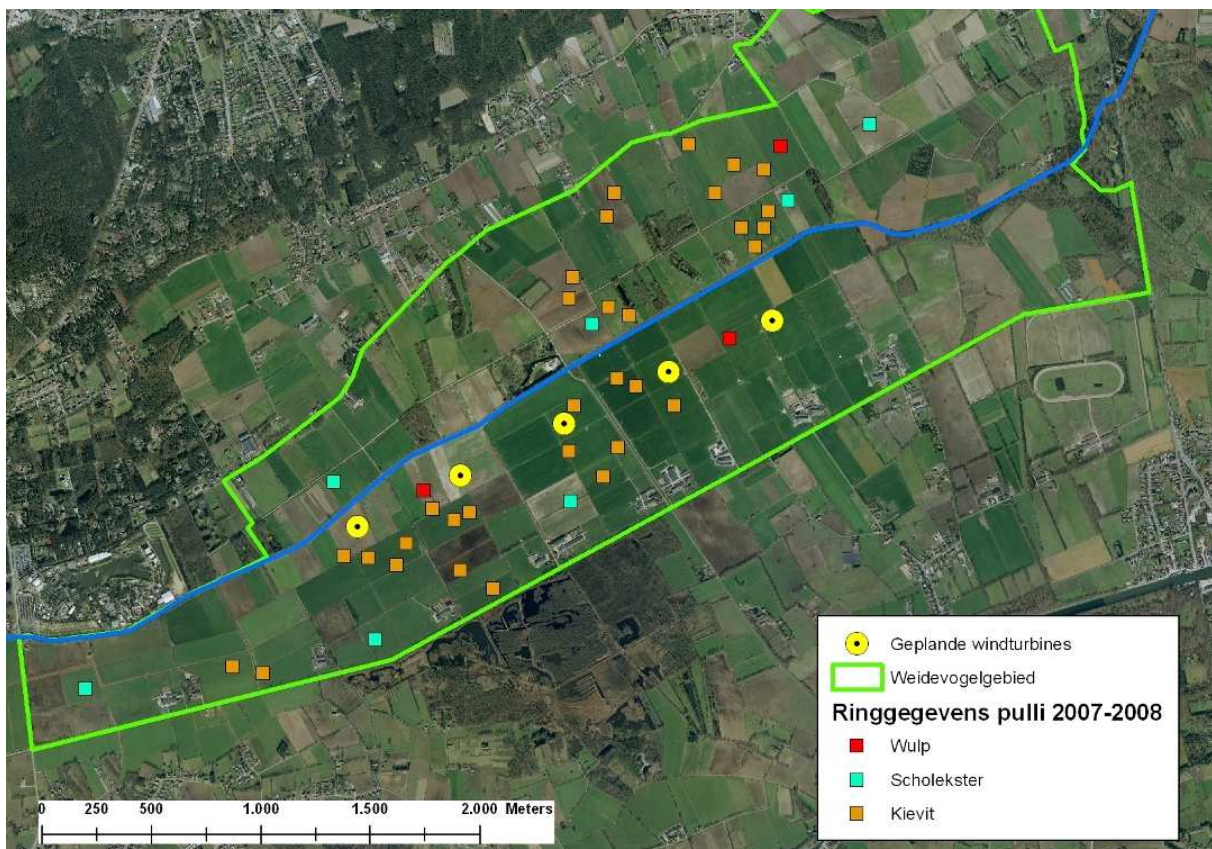 Geplande windturbines
Weidevogelgebied
Ringgegevens pulli 2007-2008
Wulp
Scholekster
Kievit
0 250 500 1.000 1.500 2.000 Meters